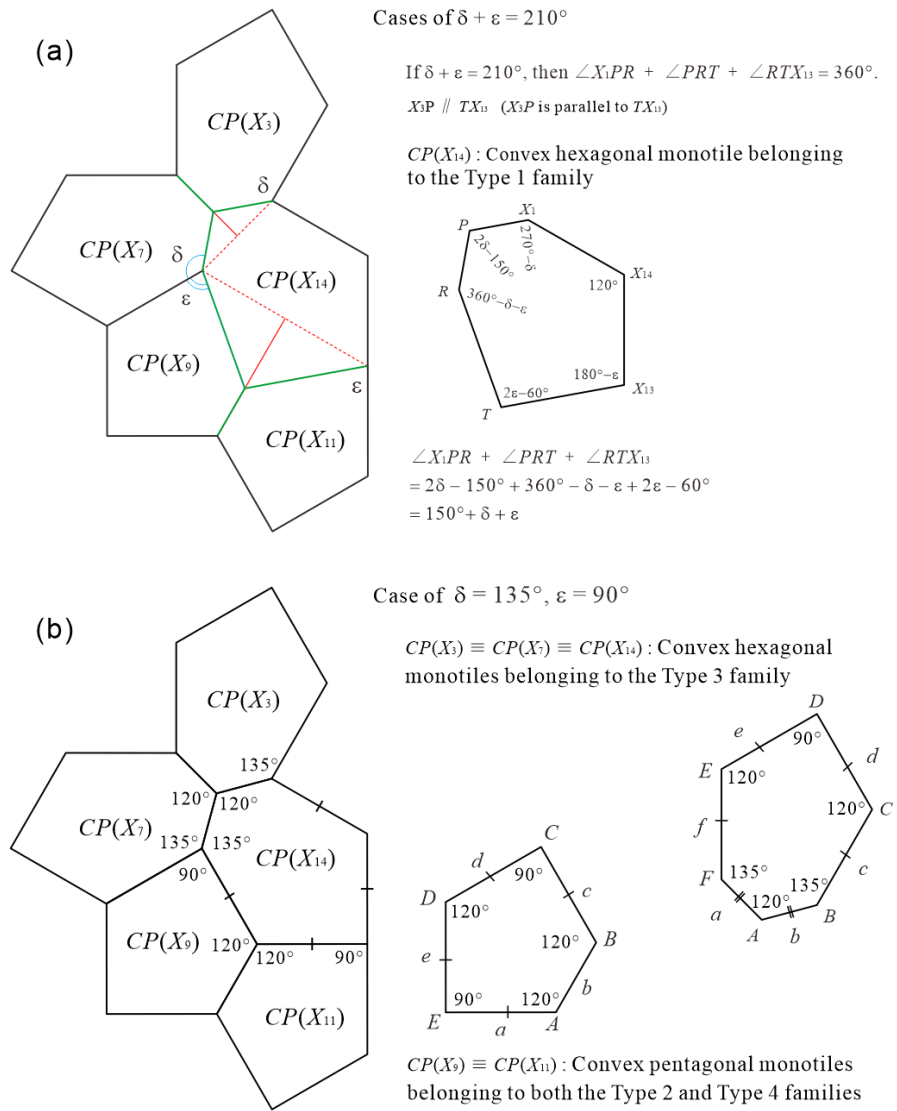 Cases of δ + ε = 210°
(a)
If δ + ε = 210°, then ∠X₁PR + ∠PRT + ∠RTX₁₃ = 360°.
X₃P // TX₁₃ (X₃P is parallel to TX₁₃)
CP(X₃)
CP(X₁₄) : Convex hexagonal monotile belonging
to the Type 1 family
δ
CP(X₇)
δ
ε
CP(X₁₄)
CP(X₉)
ε
CP(X₁₁)
X₁
P
2δ–150°
270°–δ
X₁₄
120°
R
360°–δ–ε
180°–ε
X₁₃
2ε–60°
T
∠X₁PR + ∠PRT + ∠RTX₁₃
= 2δ – 150° + 360° – δ – ε + 2ε – 60°
= 150° + δ + ε
Case of δ = 135°, ε = 90°
(b)
CP(X₃) ≡ CP(X₇) ≡ CP(X₁₄) : Convex hexagonal
monotiles belonging to the Type 3 family
CP(X₃)
135°
120°
120°
CP(X₇)
135°
135°
CP(X₁₄)
90°
CP(X₉)
120°
120°
90°
CP(X₁₁)
D
e
90°
d
E
120°
120°
C
f
c
F
135°
135°
120°
a
A
b
B
C
d
90°
c
D
120°
120°
B
e
b
90°
120°
E
a
A
CP(X₉) ≡ CP(X₁₁) : Convex pentagonal monotiles
belonging to both the Type 2 and Type 4 families